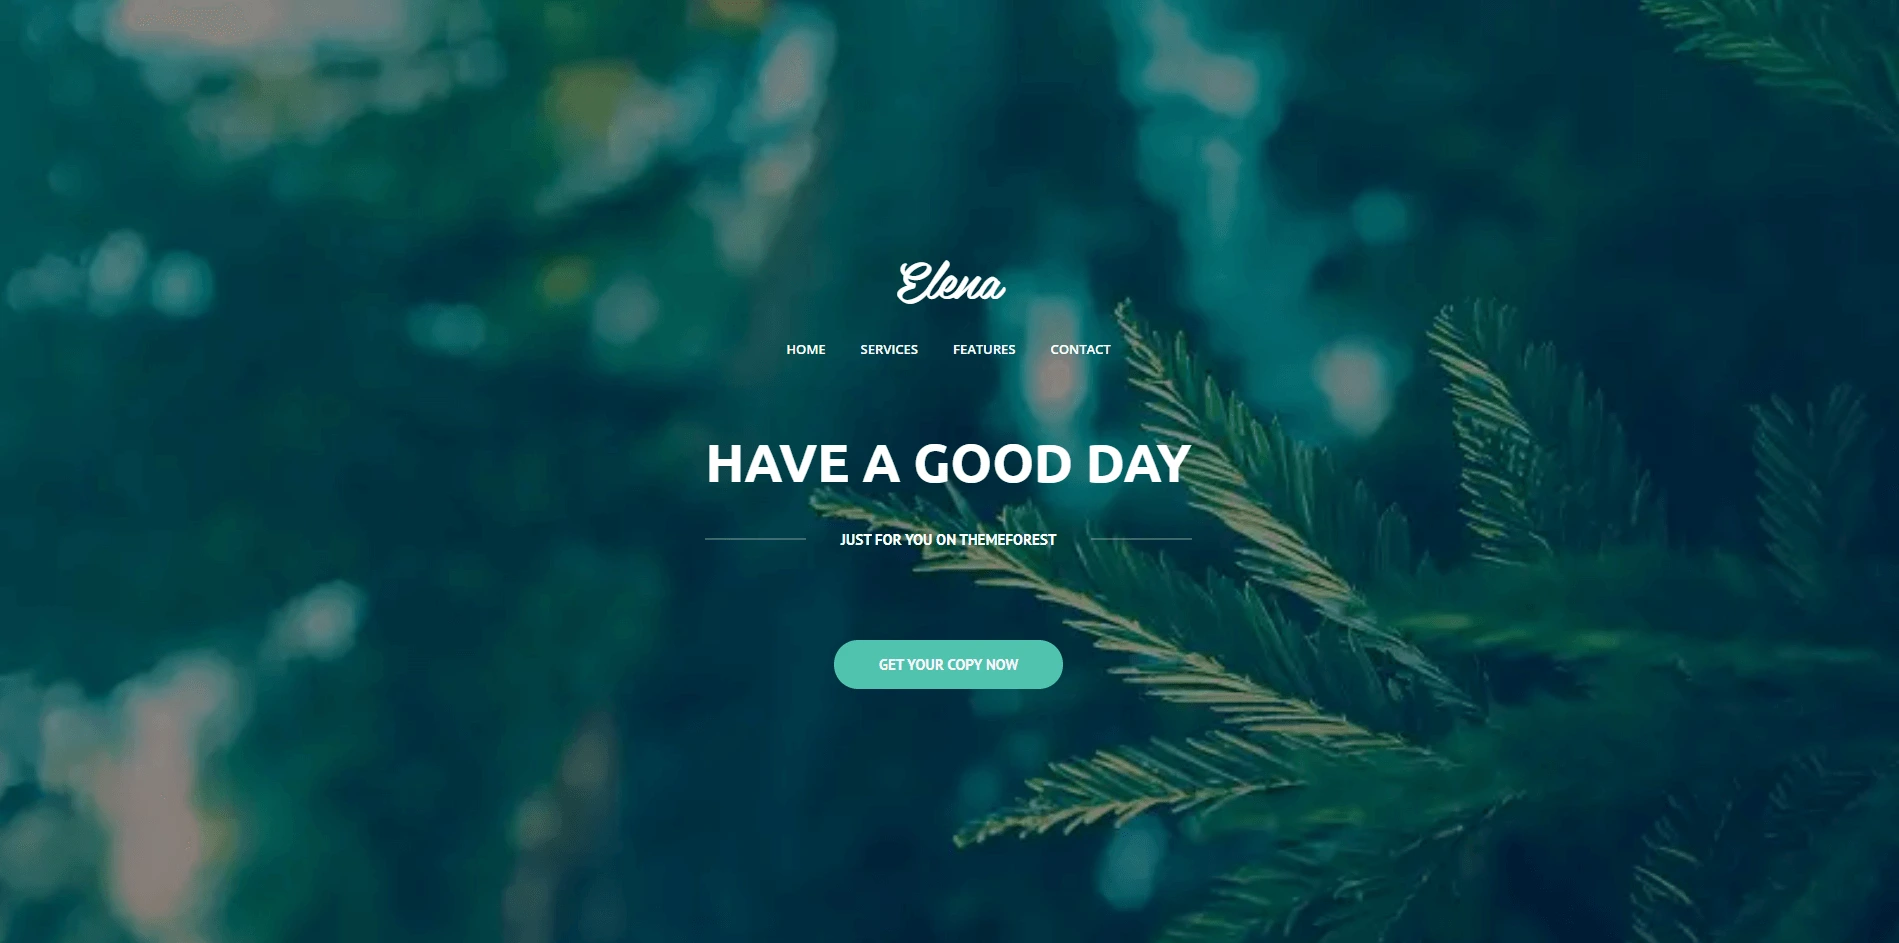 Elena
HOME SERVICES FEATURES CONTACT
HAVE A GOOD DAY
JUST FOR YOU ON THEMEFOREST
GET YOUR COPY NOW